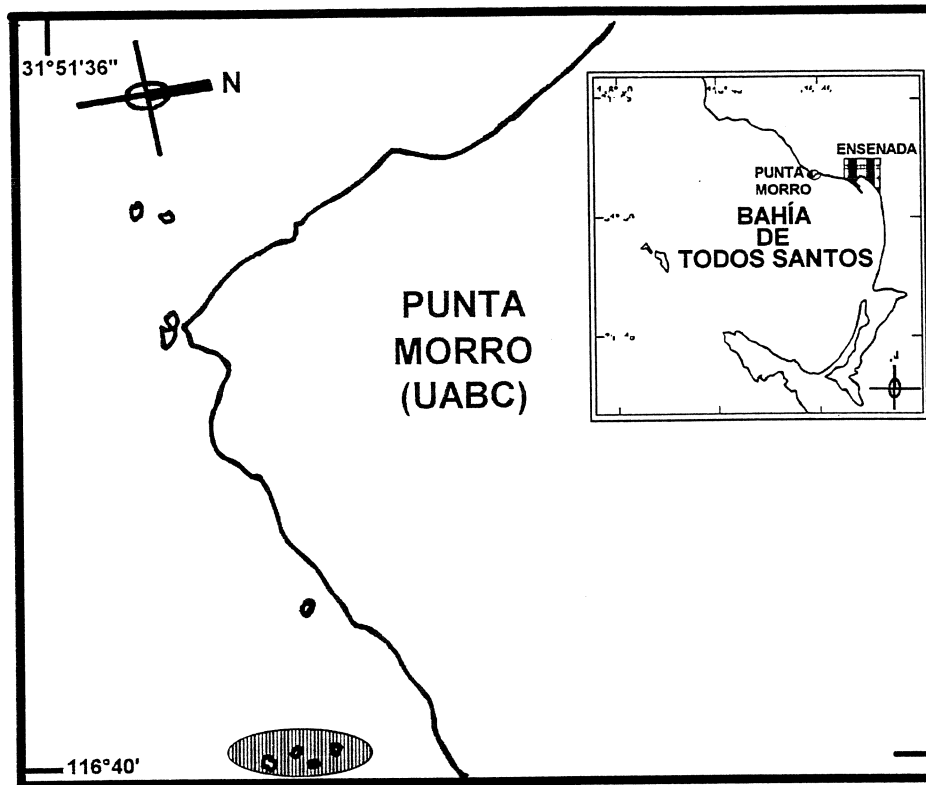 31°51'36"
N
ENSENADA
PUNTA
MORRO
BAHÍA
DE
TODOS SANTOS
PUNTA
MORRO
(UABC)
116°40'